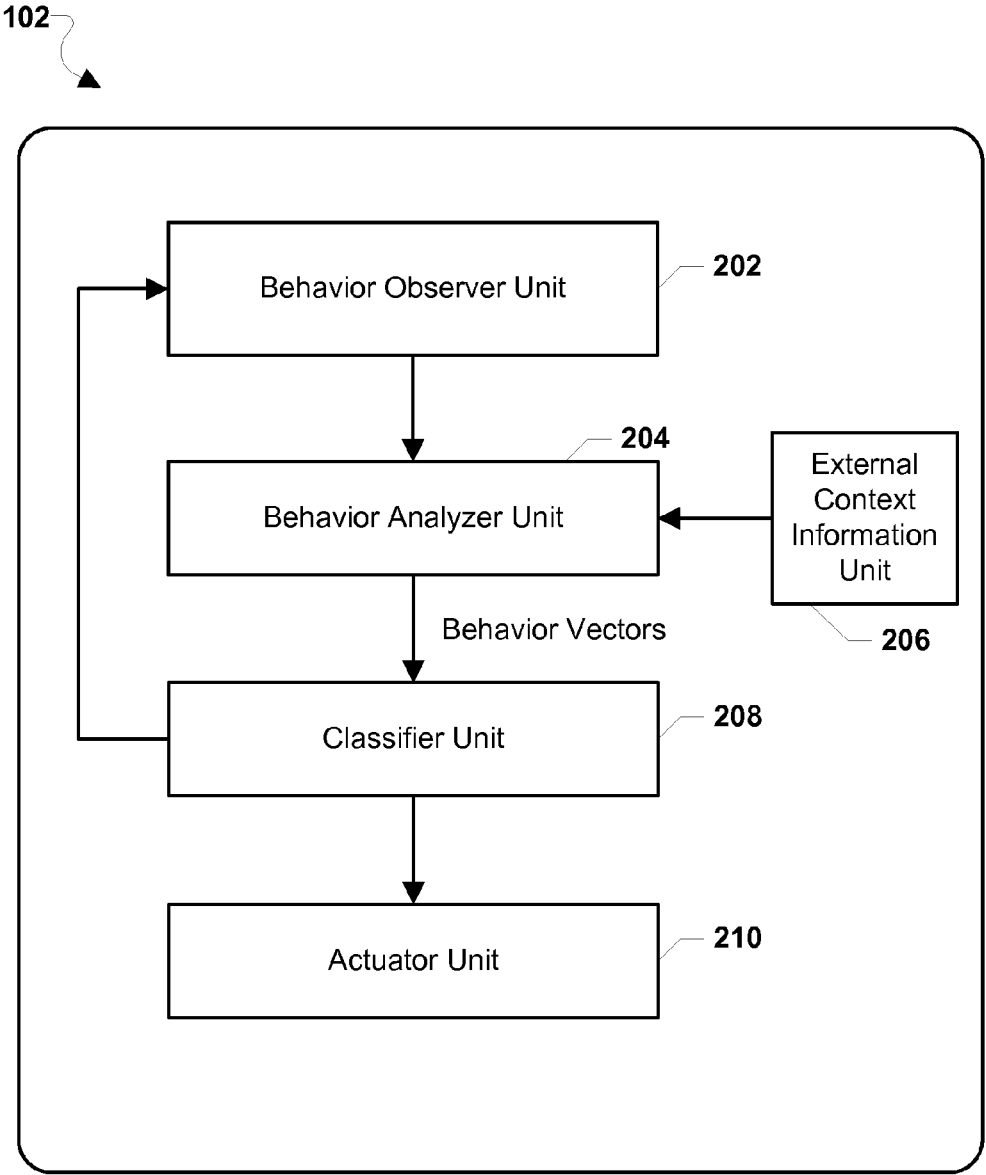 102
Behavior Observer Unit
202
204
Behavior Analyzer Unit
External
Context
Information
Unit
206
Behavior Vectors
Classifier Unit
208
Actuator Unit
210